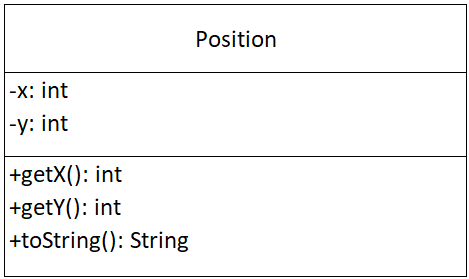 Position
-x: int
-y: int
+getX(): int
+getY(): int
+toString(): String